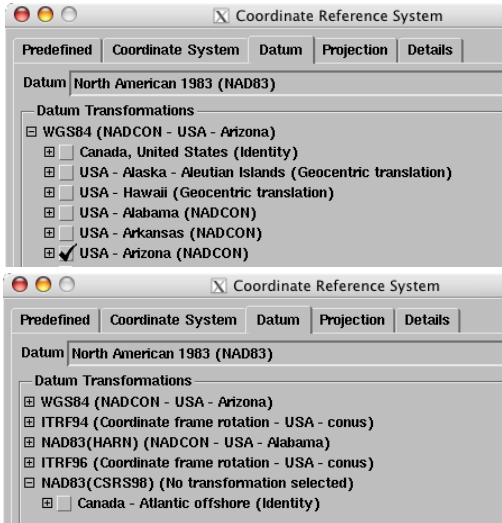 Coordinate Reference System
Predefined Coordinate System Datum Projection Details
Datum North American 1983 (NAD83)
Datum Transformations
WGS84 (NADCON - USA - Arizona)
Canada, United States (Identity)
USA - Alaska - Aleutian Islands (Geocentric translation)
USA - Hawaii (Geocentric translation)
USA - Alabama (NADCON)
USA - Arkansas (NADCON)
USA - Arizona (NADCON)
Coordinate Reference System
Predefined Coordinate System Datum Projection Details
Datum North American 1983 (NAD83)
Datum Transformations
WGS84 (NADCON - USA - Arizona)
ITRF94 (Coordinate frame rotation - USA - conus)
NAD83(HARN) (NADCON - USA - Alabama)
ITRF96 (Coordinate frame rotation - USA - conus)
NAD83(CSRS98) (No transformation selected)
Canada - Atlantic offshore (Identity)